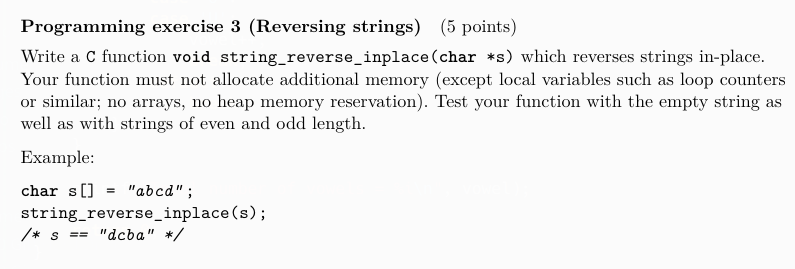 Programming exercise 3 (Reversing strings) (5 points)
Write a C function void string_reverse_inplace(char *s) which reverses strings in-place.
Your function must not allocate additional memory (except local variables such as loop counters
or similar; no arrays, no heap memory reservation). Test your function with the empty string as
well as with strings of even and odd length.
Example:
char s[] = "abcd";
string_reverse_inplace(s);
/* s == "dcba" */